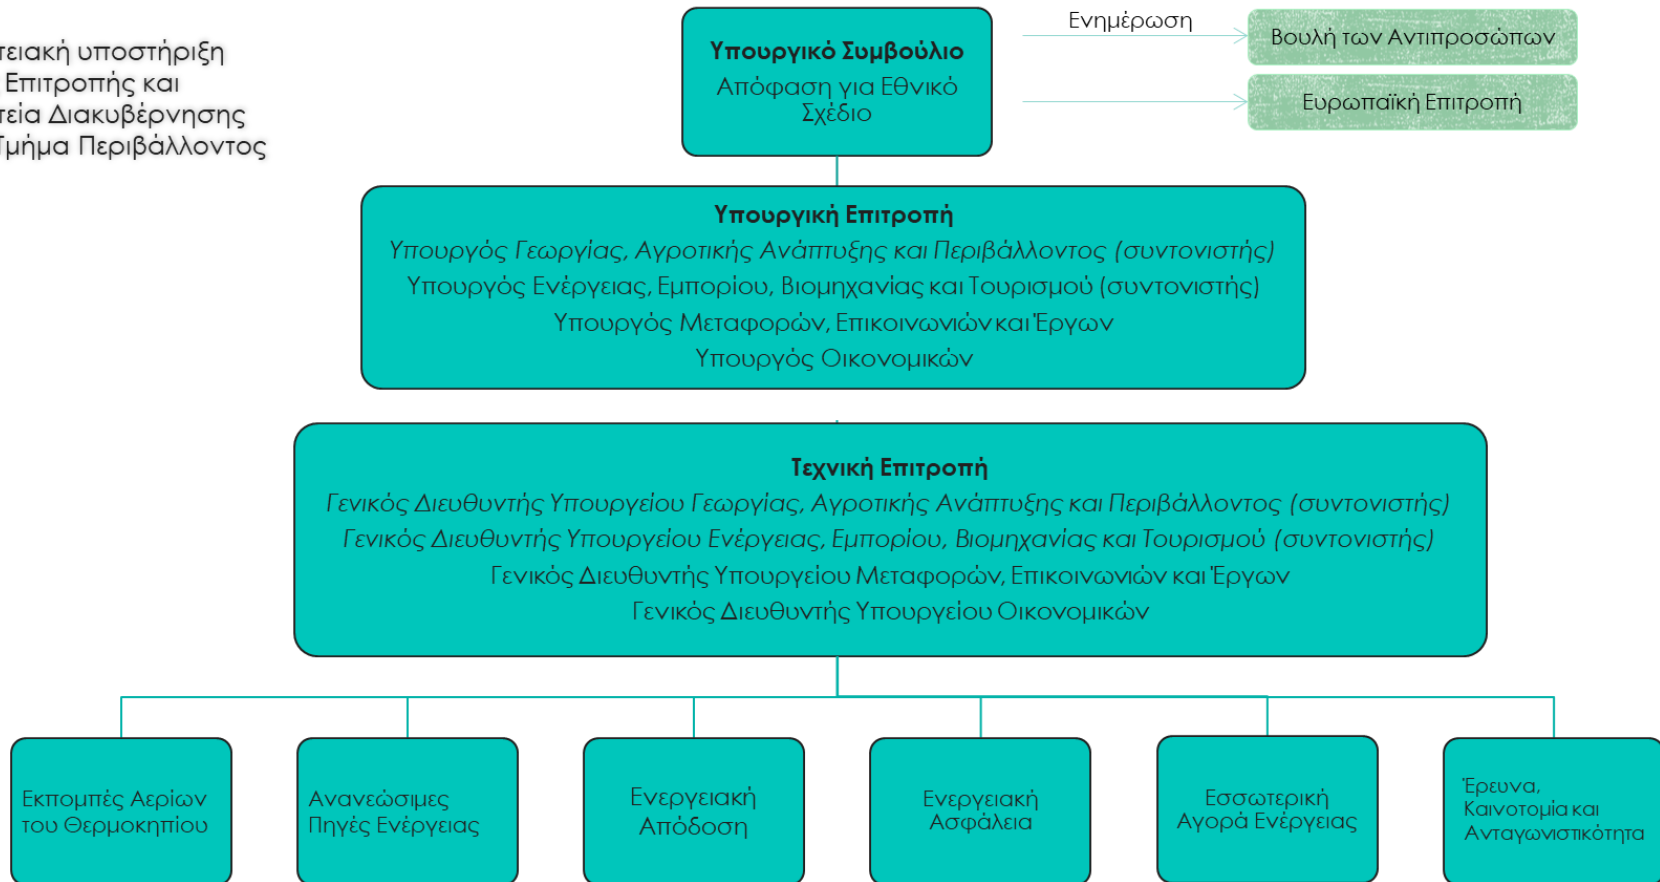 υποστήριξη
Επιτροπής και
Διακυβέρνησης
Τμήμα Περιβάλλοντος
Υπουργικό Συμβούλιο
Απόφαση για Εθνικό
Σχέδιο
Ενημέρωση
Βουλή των Αντιπροσώπων
Ευρωπαϊκή Επιτροπή
Υπουργική Επιτροπή
Υπουργός Γεωργίας, Αγροτικής Ανάπτυξης και Περιβάλλοντος (συντονιστής)
Υπουργός Ενέργειας, Εμπορίου, Βιομηχανίας και Τουρισμού (συντονιστής)
Υπουργός Μεταφορών, Επικοινωνιών και Έργων
Υπουργός Οικονομικών
Τεχνική Επιτροπή
Γενικός Διευθυντής Υπουργείου Γεωργίας, Αγροτικής Ανάπτυξης και Περιβάλλοντος (συντονιστής)
Γενικός Διευθυντής Υπουργείου Ενέργειας, Εμπορίου, Βιομηχανίας και Τουρισμού (συντονιστής)
Γενικός Διευθυντής Υπουργείου Μεταφορών, Επικοινωνιών και Έργων
Γενικός Διευθυντής Υπουργείου Οικονομικών
Εκπομπές Αερίων
του Θερμοκηπίου
Ανανεώσιμες
Πηγές Ενέργειας
Ενεργειακή
Απόδοση
Ενεργειακή
Ασφάλεια
Εσσωτερική
Αγορά Ενέργειας
Έρευνα,
Καινοτομία και
Ανταγωνιστικότητα